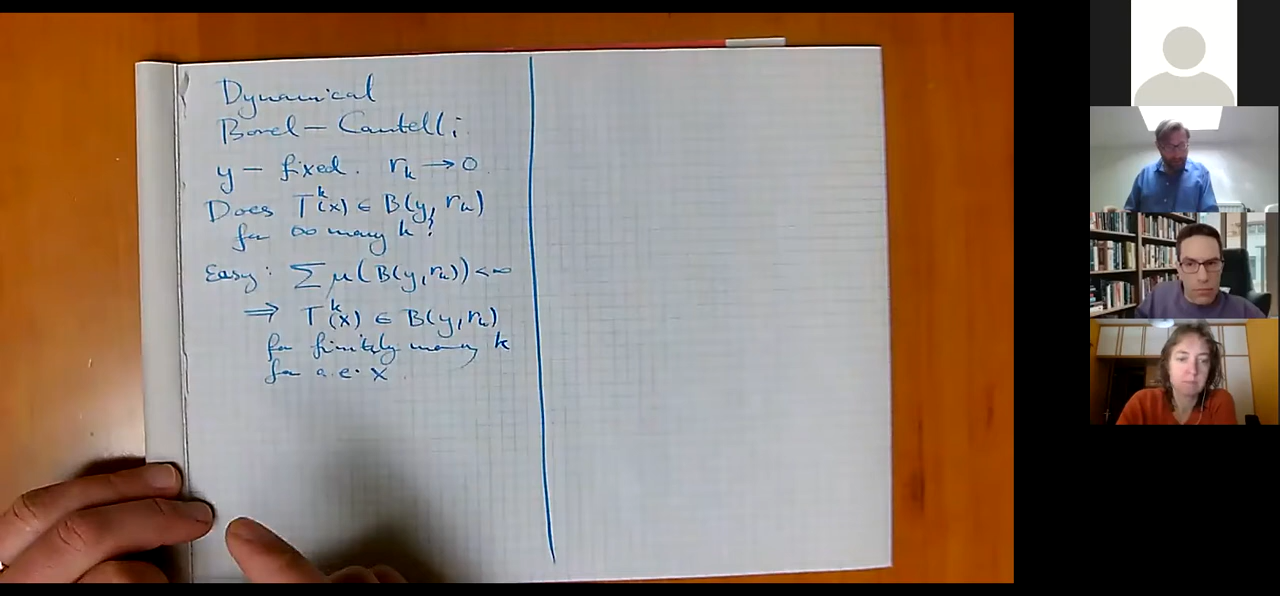 Dynamical
Borel - Cantelli
y - fixed. r_k → 0.
Does T^k(x) ∈ B(y, r_k)
for ∞ many k?
Easy: ∑ μ(B(y, r_k)) < ∞
⇒ T^k(x) ∈ B(y, r_k)
for finitely many k
for a.e. x.